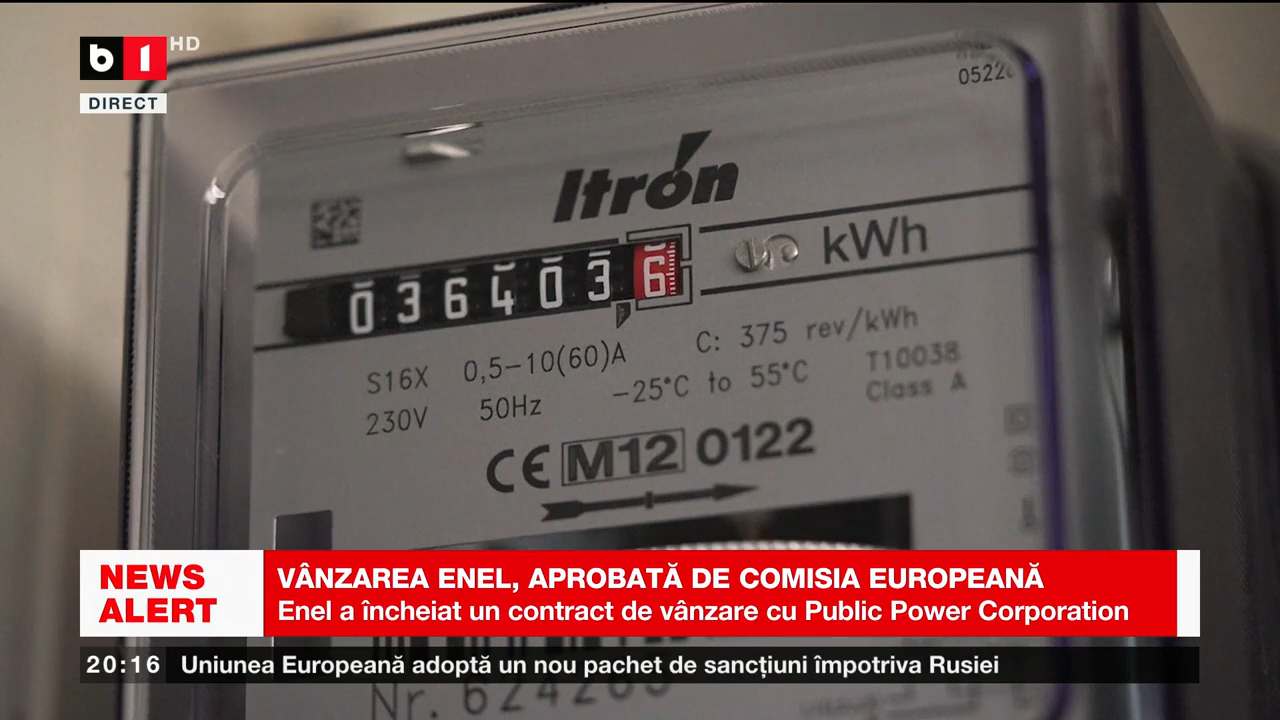 b1 HD
DIRECT
0522
Itrón
036403 6 kWh
S16X 0,5-10(60)A C: 375 rev/kWh
230V 50Hz -25°C to 55°C T10038
Class A
CE M12 0122
NEWS ALERT
VÂNZAREA ENEL, APROBATĂ DE COMISIA EUROPEANĂ
Enel a încheiat un contract de vânzare cu Public Power Corporation
20:16 Uniunea Europeană adoptă un nou pachet de sancțiuni împotriva Rusiei
Nr.